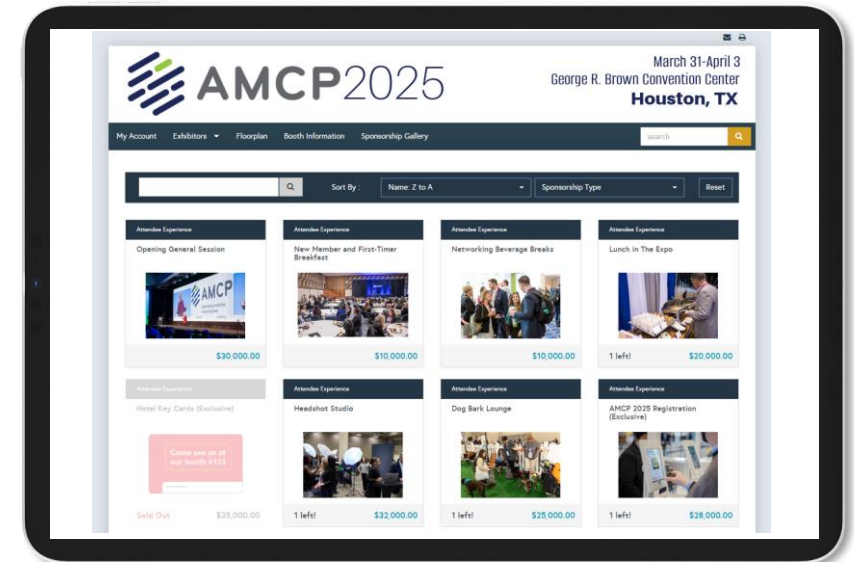 AMCP2025
March 31-April 3
George R. Brown Convention Center
Houston, TX
My Account Exhibitors Floorplan Booth Information Sponsorship Gallery search
Sort By : Name: Z to A Sponsorship Type Reset
Attendee Experience
Opening General Session
AMCP
$30,000.00
Attendee Experience
New Member and First-Timer
Breakfast
$10,000.00
Attendee Experience
Networking Beverage Breaks
$10,000.00
Attendee Experience
Lunch in The Expo
1 left! $20,000.00
Attendee Experience
Hotel Key Cards (Exclusive)
Come see us at
our booth #123
Sold Out $35,000.00
Attendee Experience
Headshot Studio
1 left! $32,000.00
Attendee Experience
Dog Bark Lounge
1 left! $25,000.00
Attendee Experience
AMCP 2025 Registration
(Exclusive)
1 left! $28,000.00